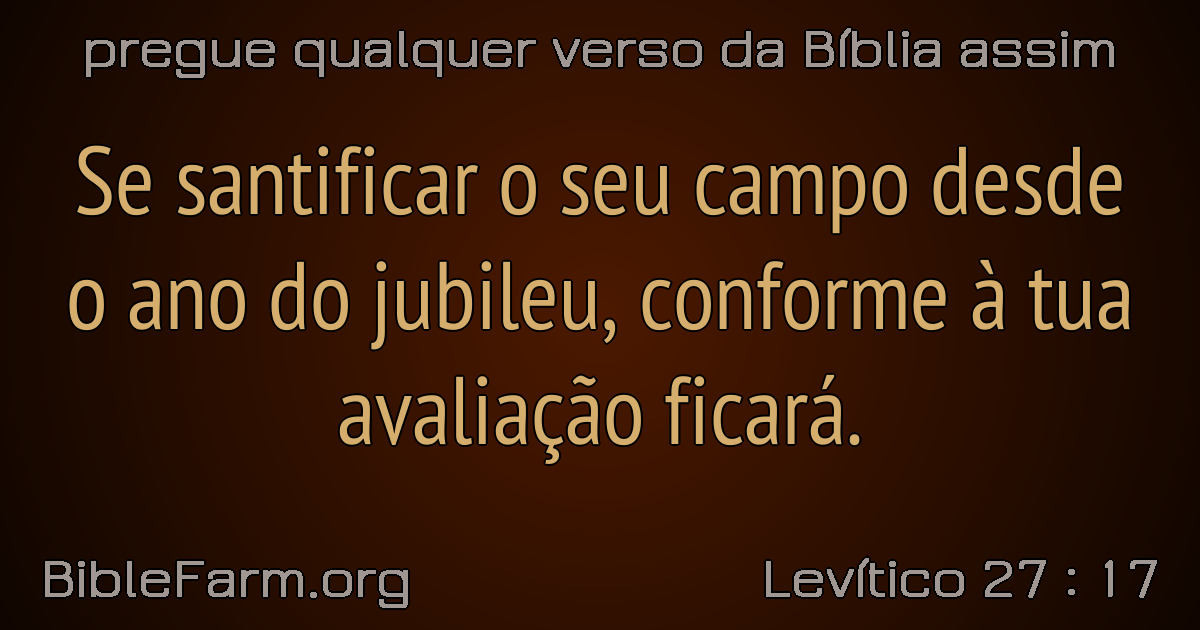 pregue qualquer verso da Bíblia assim
Se santificar o seu campo desde
o ano do jubileu, conforme à tua
avaliação ficará.
BibleFarm.org
Levítico 27 : 17